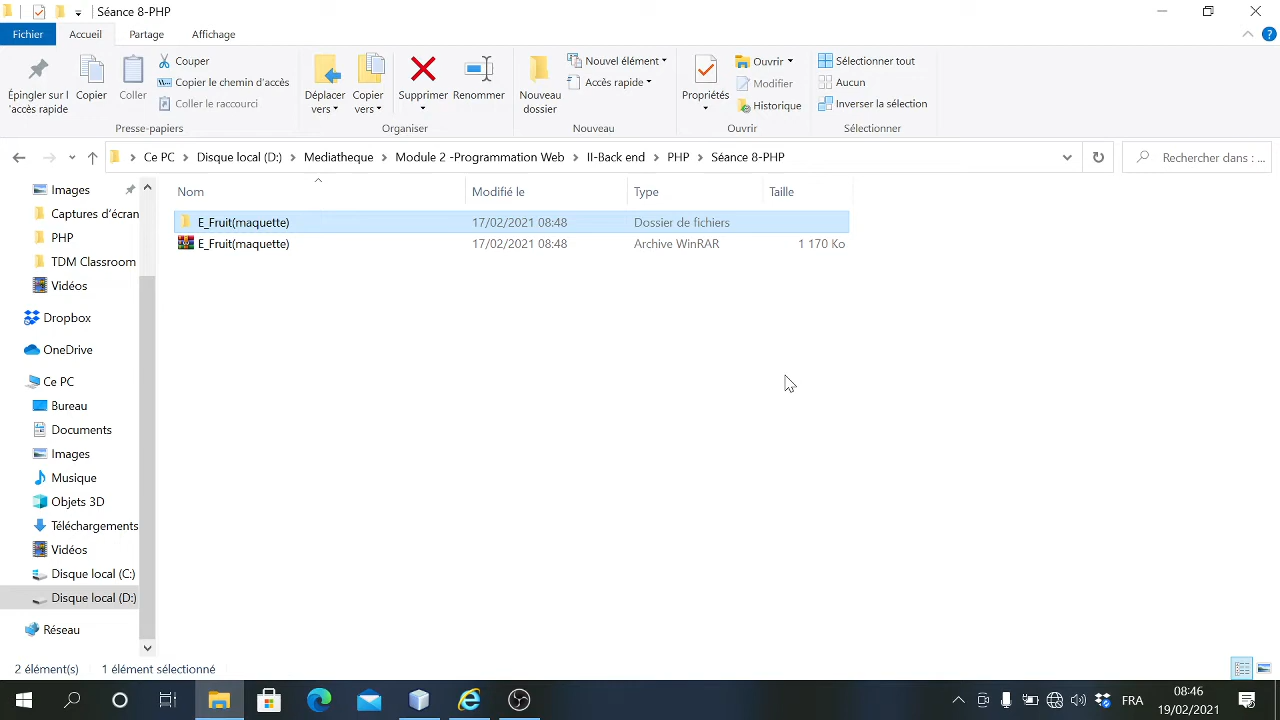 Séance 8-PHP
Fichier Accueil Partage Affichage
Épingler sur l'accès rapide
Copier
Coller
Couper
Copier le chemin d'accès
Coller le raccourci
Presse-papiers
Déplacer vers
Copier vers
Supprimer
Renommer
Organiser
Nouveau dossier
Nouvel élément
Accès rapide
Nouveau
Propriétés
Ouvrir
Modifier
Historique
Ouvrir
Sélectionner tout
Aucun
Inverser la sélection
Sélectionner
Ce PC > Disque local (D:) > Mediatheque > Module 2 -Programmation Web > II-Back end > PHP > Séance 8-PHP
Rechercher dans : ...
Images
Captures d'écran
PHP
TDM Classroom
Vidéos
Dropbox
OneDrive
Ce PC
Bureau
Documents
Images
Musique
Objets 3D
Téléchargements
Vidéos
Disque local (C:)
Disque local (D:)
Réseau
Nom Modifié le Type Taille
E_Fruit(maquette) 17/02/2021 08:48 Dossier de fichiers
E_Fruit(maquette) 17/02/2021 08:48 Archive WinRAR 1 170 Ko
2 élément(s) 1 élément sélectionné
FRA
08:46
19/02/2021